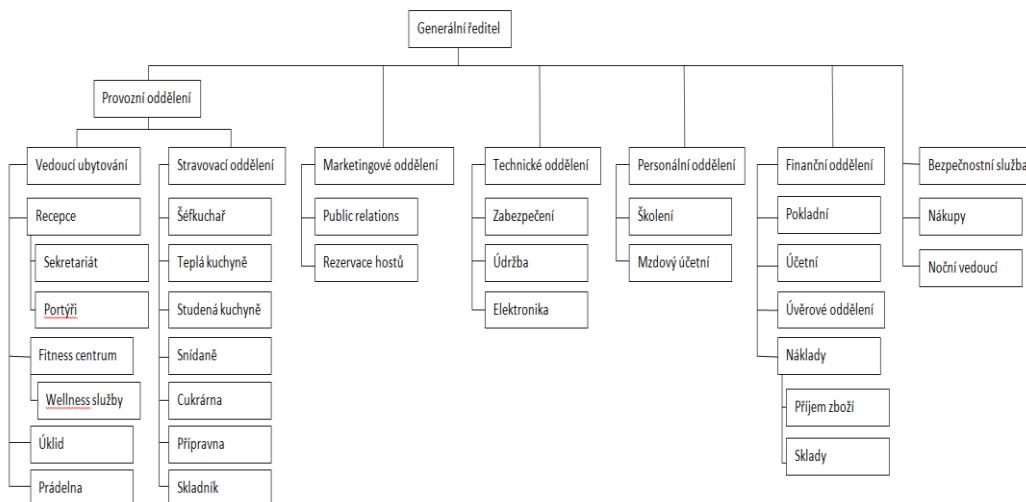 Generální ředitel
Provozní oddělení
Vedoucí ubytování
Recepce
Sekretariát
Portýři
Fitness centrum
Wellness služby
Úklid
Prádelna
Stravovací oddělení
Šéfkuchař
Teplá kuchyně
Studená kuchyně
Snídaně
Cukrárna
Přípravna
Skladník
Marketingové oddělení
Public relations
Rezervace hostů
Technické oddělení
Zabezpečení
Údržba
Elektronika
Personální oddělení
Školení
Mzdový účetní
Finanční oddělení
Pokladní
Účetní
Úvěrové oddělení
Náklady
Příjem zboží
Sklady
Bezpečnostní služba
Nákupy
Noční vedoucí